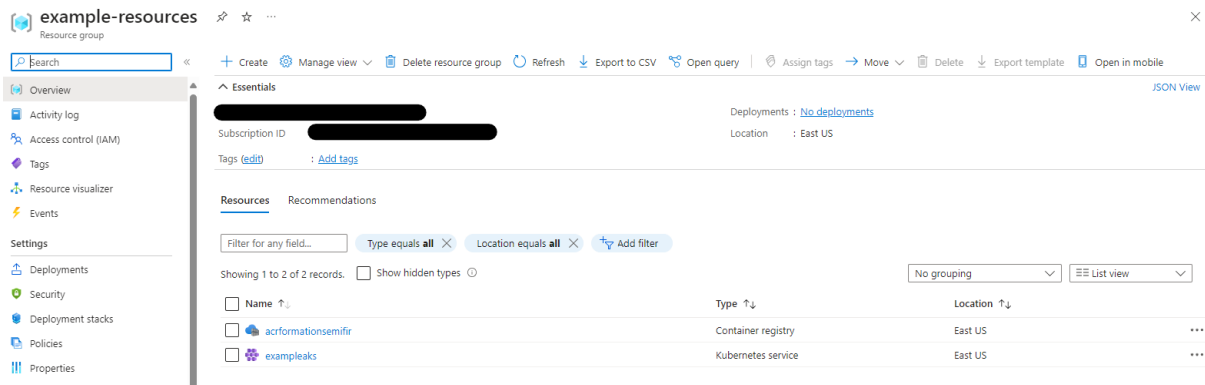 example-resources
Resource group
Search
Create Manage view Delete resource group Refresh Export to CSV Open query Assign tags Move Delete Export template Open in mobile
Overview
Activity log
Access control (IAM)
Tags
Resource visualizer
Events
Settings
Deployments
Security
Deployment stacks
Policies
Properties
Essentials
JSON View
Deployments : No deployments
Subscription ID
Location : East US
Tags (edit) : Add tags
Resources Recommendations
Filter for any field... Type equals all Location equals all Add filter
Showing 1 to 2 of 2 records. Show hidden types
No grouping List view
Name Type Location
acrformationsemifir Container registry East US
exampleaks Kubernetes service East US